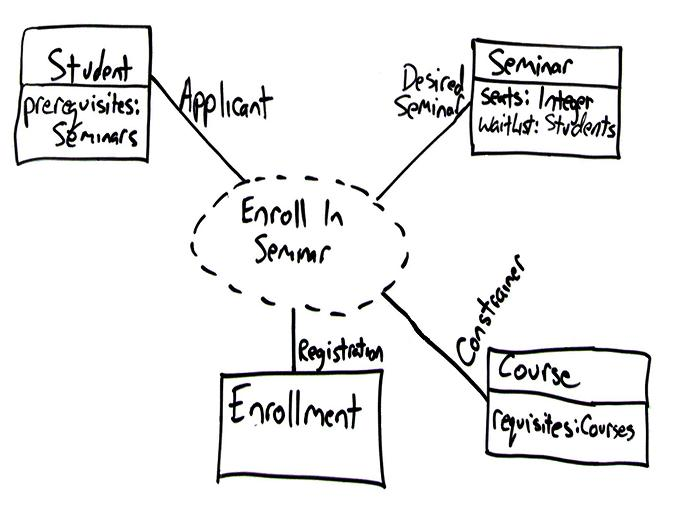 Student
prerequisites:
Seminars
Applicant
Desired
Seminar
Seminar
seats: Integer
waitlist: Students
Enroll In
Seminar
Registration
Enrollment
Constrainer
Course
requisites: Courses